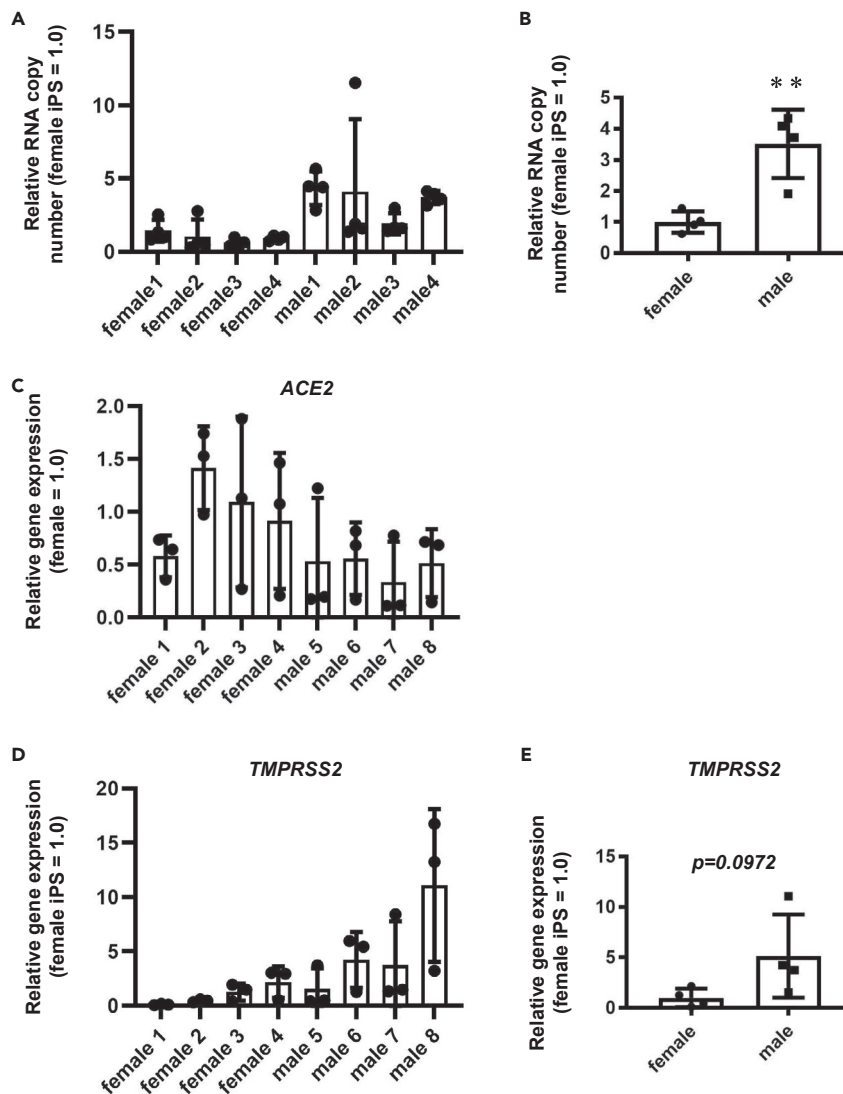 A
Relative RNA copy
number (female iPS = 1.0)
15
10
5
0
female1
female2
female3
female4
male1
male2
male3
male4
B
Relative RNA copy
number (female iPS = 1.0)
**
5
4
3
2
1
0
female
male
C
ACE2
Relative gene expression
(female = 1.0)
2.0
1.5
1.0
0.5
0.0
female 1
female 2
female 3
female 4
male 5
male 6
male 7
male 8
D
TMPRSS2
Relative gene expression
(female iPS = 1.0)
20
15
10
5
0
female 1
female 2
female 3
female 4
male 5
male 6
male 7
male 8
E
TMPRSS2
Relative gene expression
(female iPS = 1.0)
p=0.0972
15
10
5
0
female
male